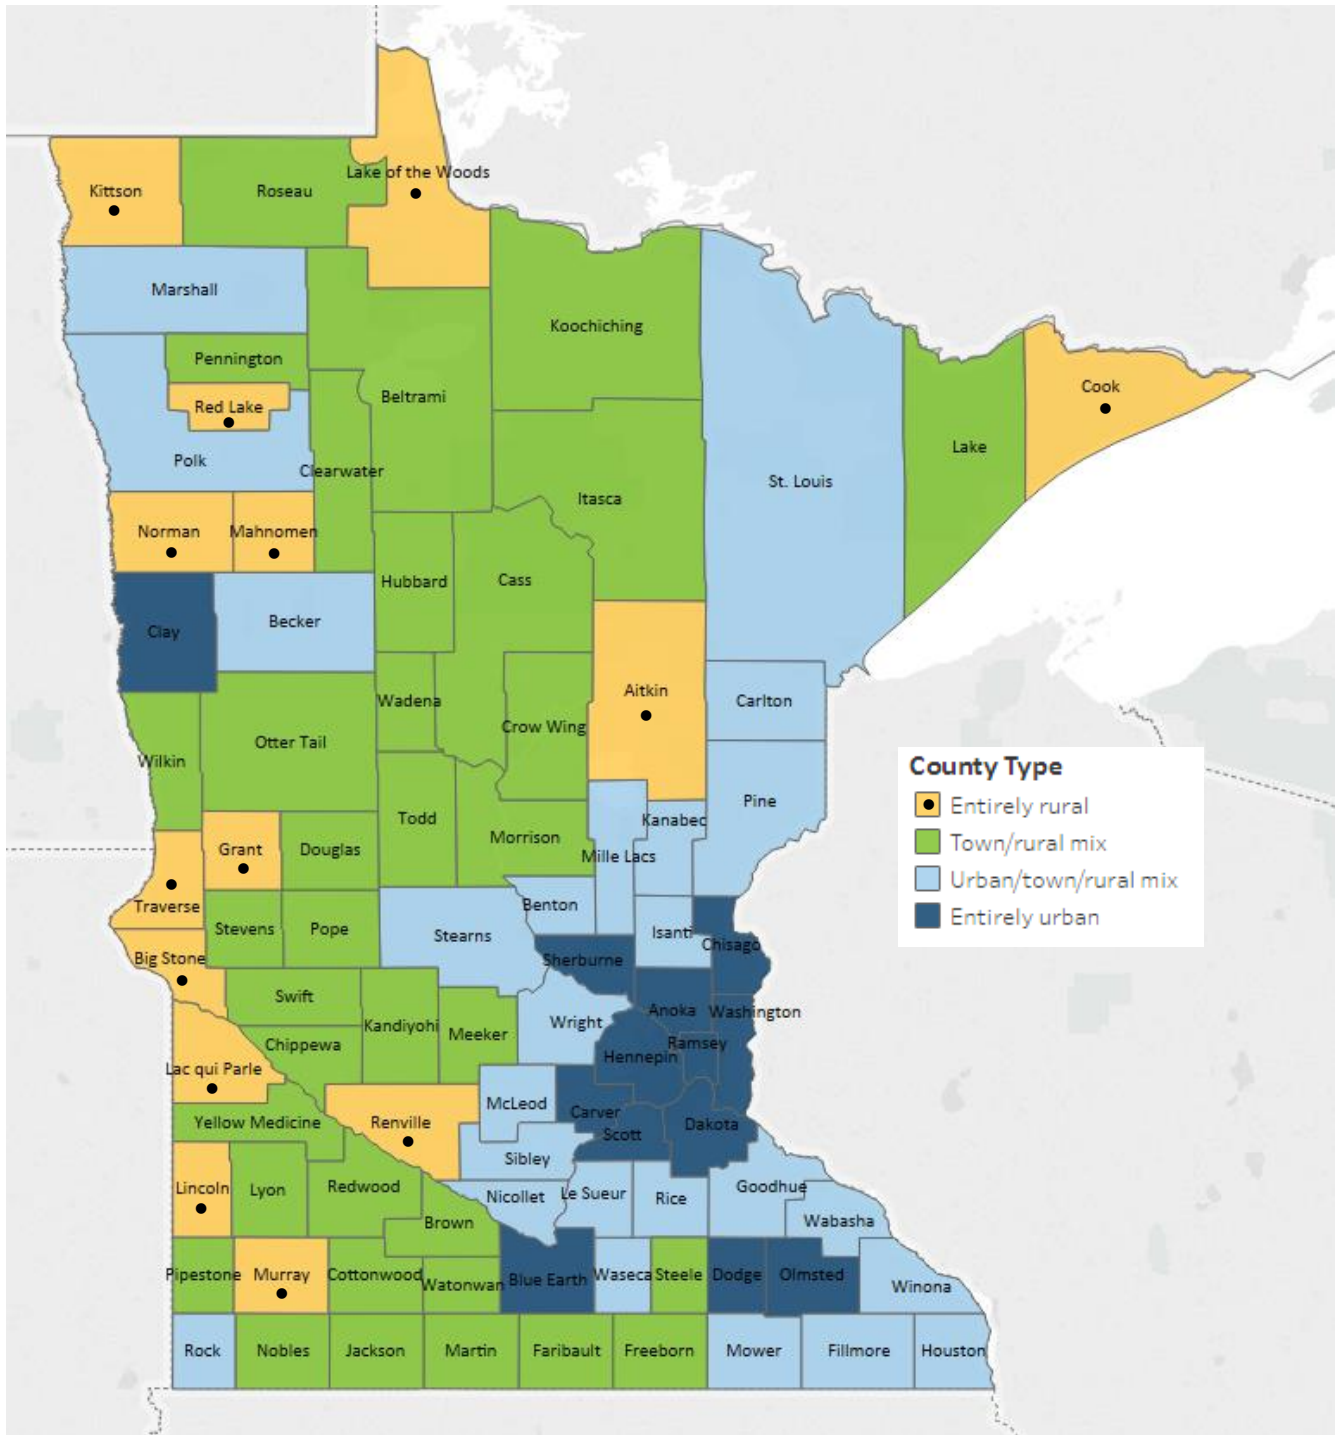 Lake of the Woods
Kittson
Roseau
Marshall
Koochiching
Pennington
Beltrami
Cook
Red Lake
Lake
Polk
Clearwater
St. Louis
Itasca
Norman
Mahnomen
Hubbard
Cass
Clay
Becker
Aitkin
Wadena
Carlton
Crow Wing
Otter Tail
Wilkin
County Type
Entirely rural
Town/rural mix
Urban/town/rural mix
Entirely urban
Pine
Todd
Kanabec
Morrison
Grant
Douglas
Mille Lacs
Traverse
Benton
Stevens
Pope
Stearns
Isanti
Chisago
Big Stone
Sherburne
Swift
Anoka
Washington
Kandiyohi
Meeker
Wright
Chippewa
Ramsey
Hennepin
Lac qui Parle
McLeod
Carver
Yellow Medicine
Renville
Scott
Dakota
Sibley
Lincoln
Lyon
Redwood
Nicollet
Le Sueur
Rice
Goodhue
Brown
Wabasha
Pipestone
Murray
Cottonwood
Watonwan
Blue Earth
Waseca
Steele
Dodge
Olmsted
Winona
Rock
Nobles
Jackson
Martin
Faribault
Freeborn
Mower
Fillmore
Houston